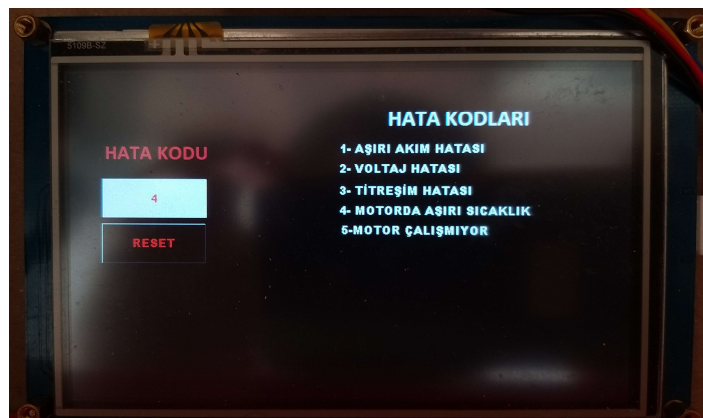 5109B-SZ
HATA KODU
4
RESET
HATA KODLARI
1- AŞIRI AKIM HATASI
2- VOLTAJ HATASI
3- TİTREŞİM HATASI
4- MOTORDA AŞIRI SICAKLIK
5-MOTOR ÇALIŞMIYOR